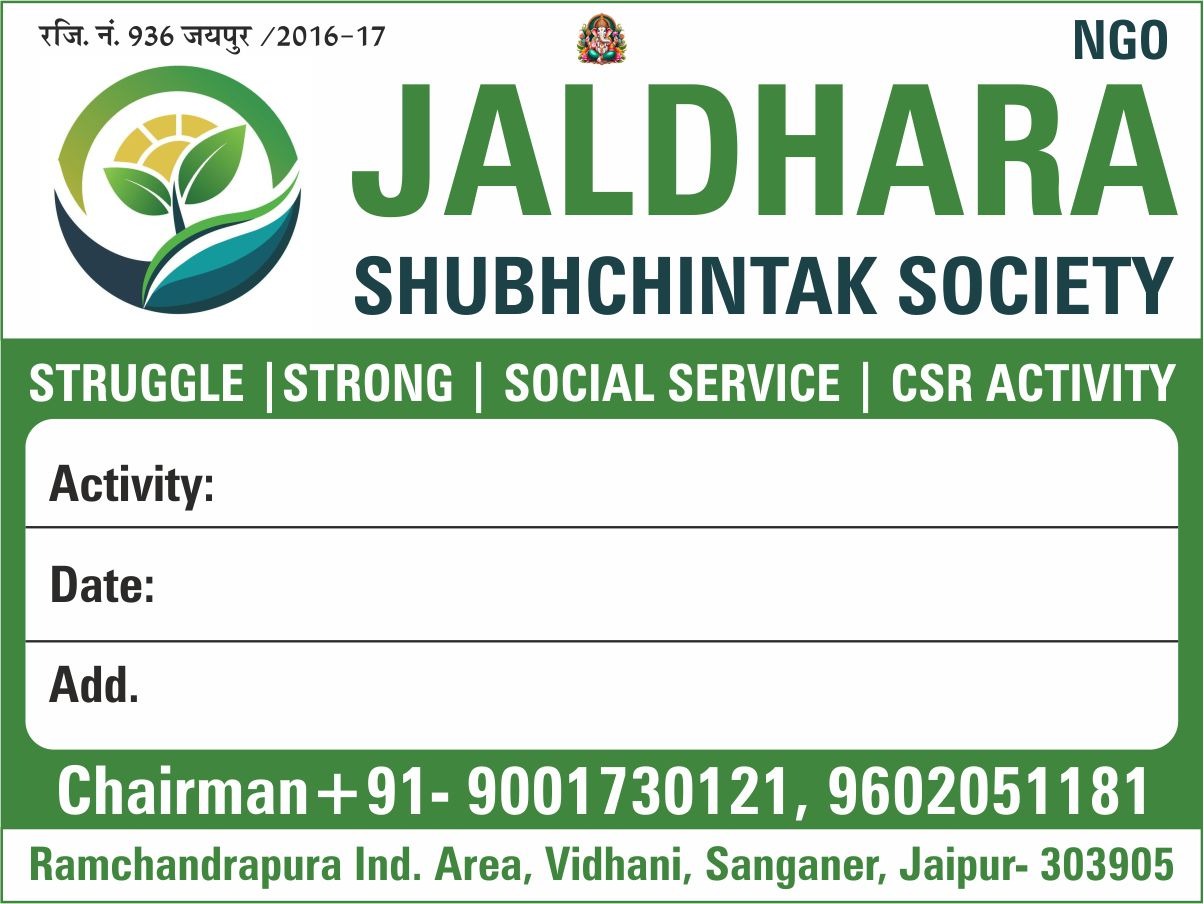 रजि. नं. 936 जयपुर /2016-17
NGO
JALDHARA
SHUBHCHINTAK SOCIETY
STRUGGLE |STRONG | SOCIAL SERVICE | CSR ACTIVITY
Activity:
Date:
Add.
Chairman+91- 9001730121, 9602051181
Ramchandrapura Ind. Area, Vidhani, Sanganer, Jaipur- 303905